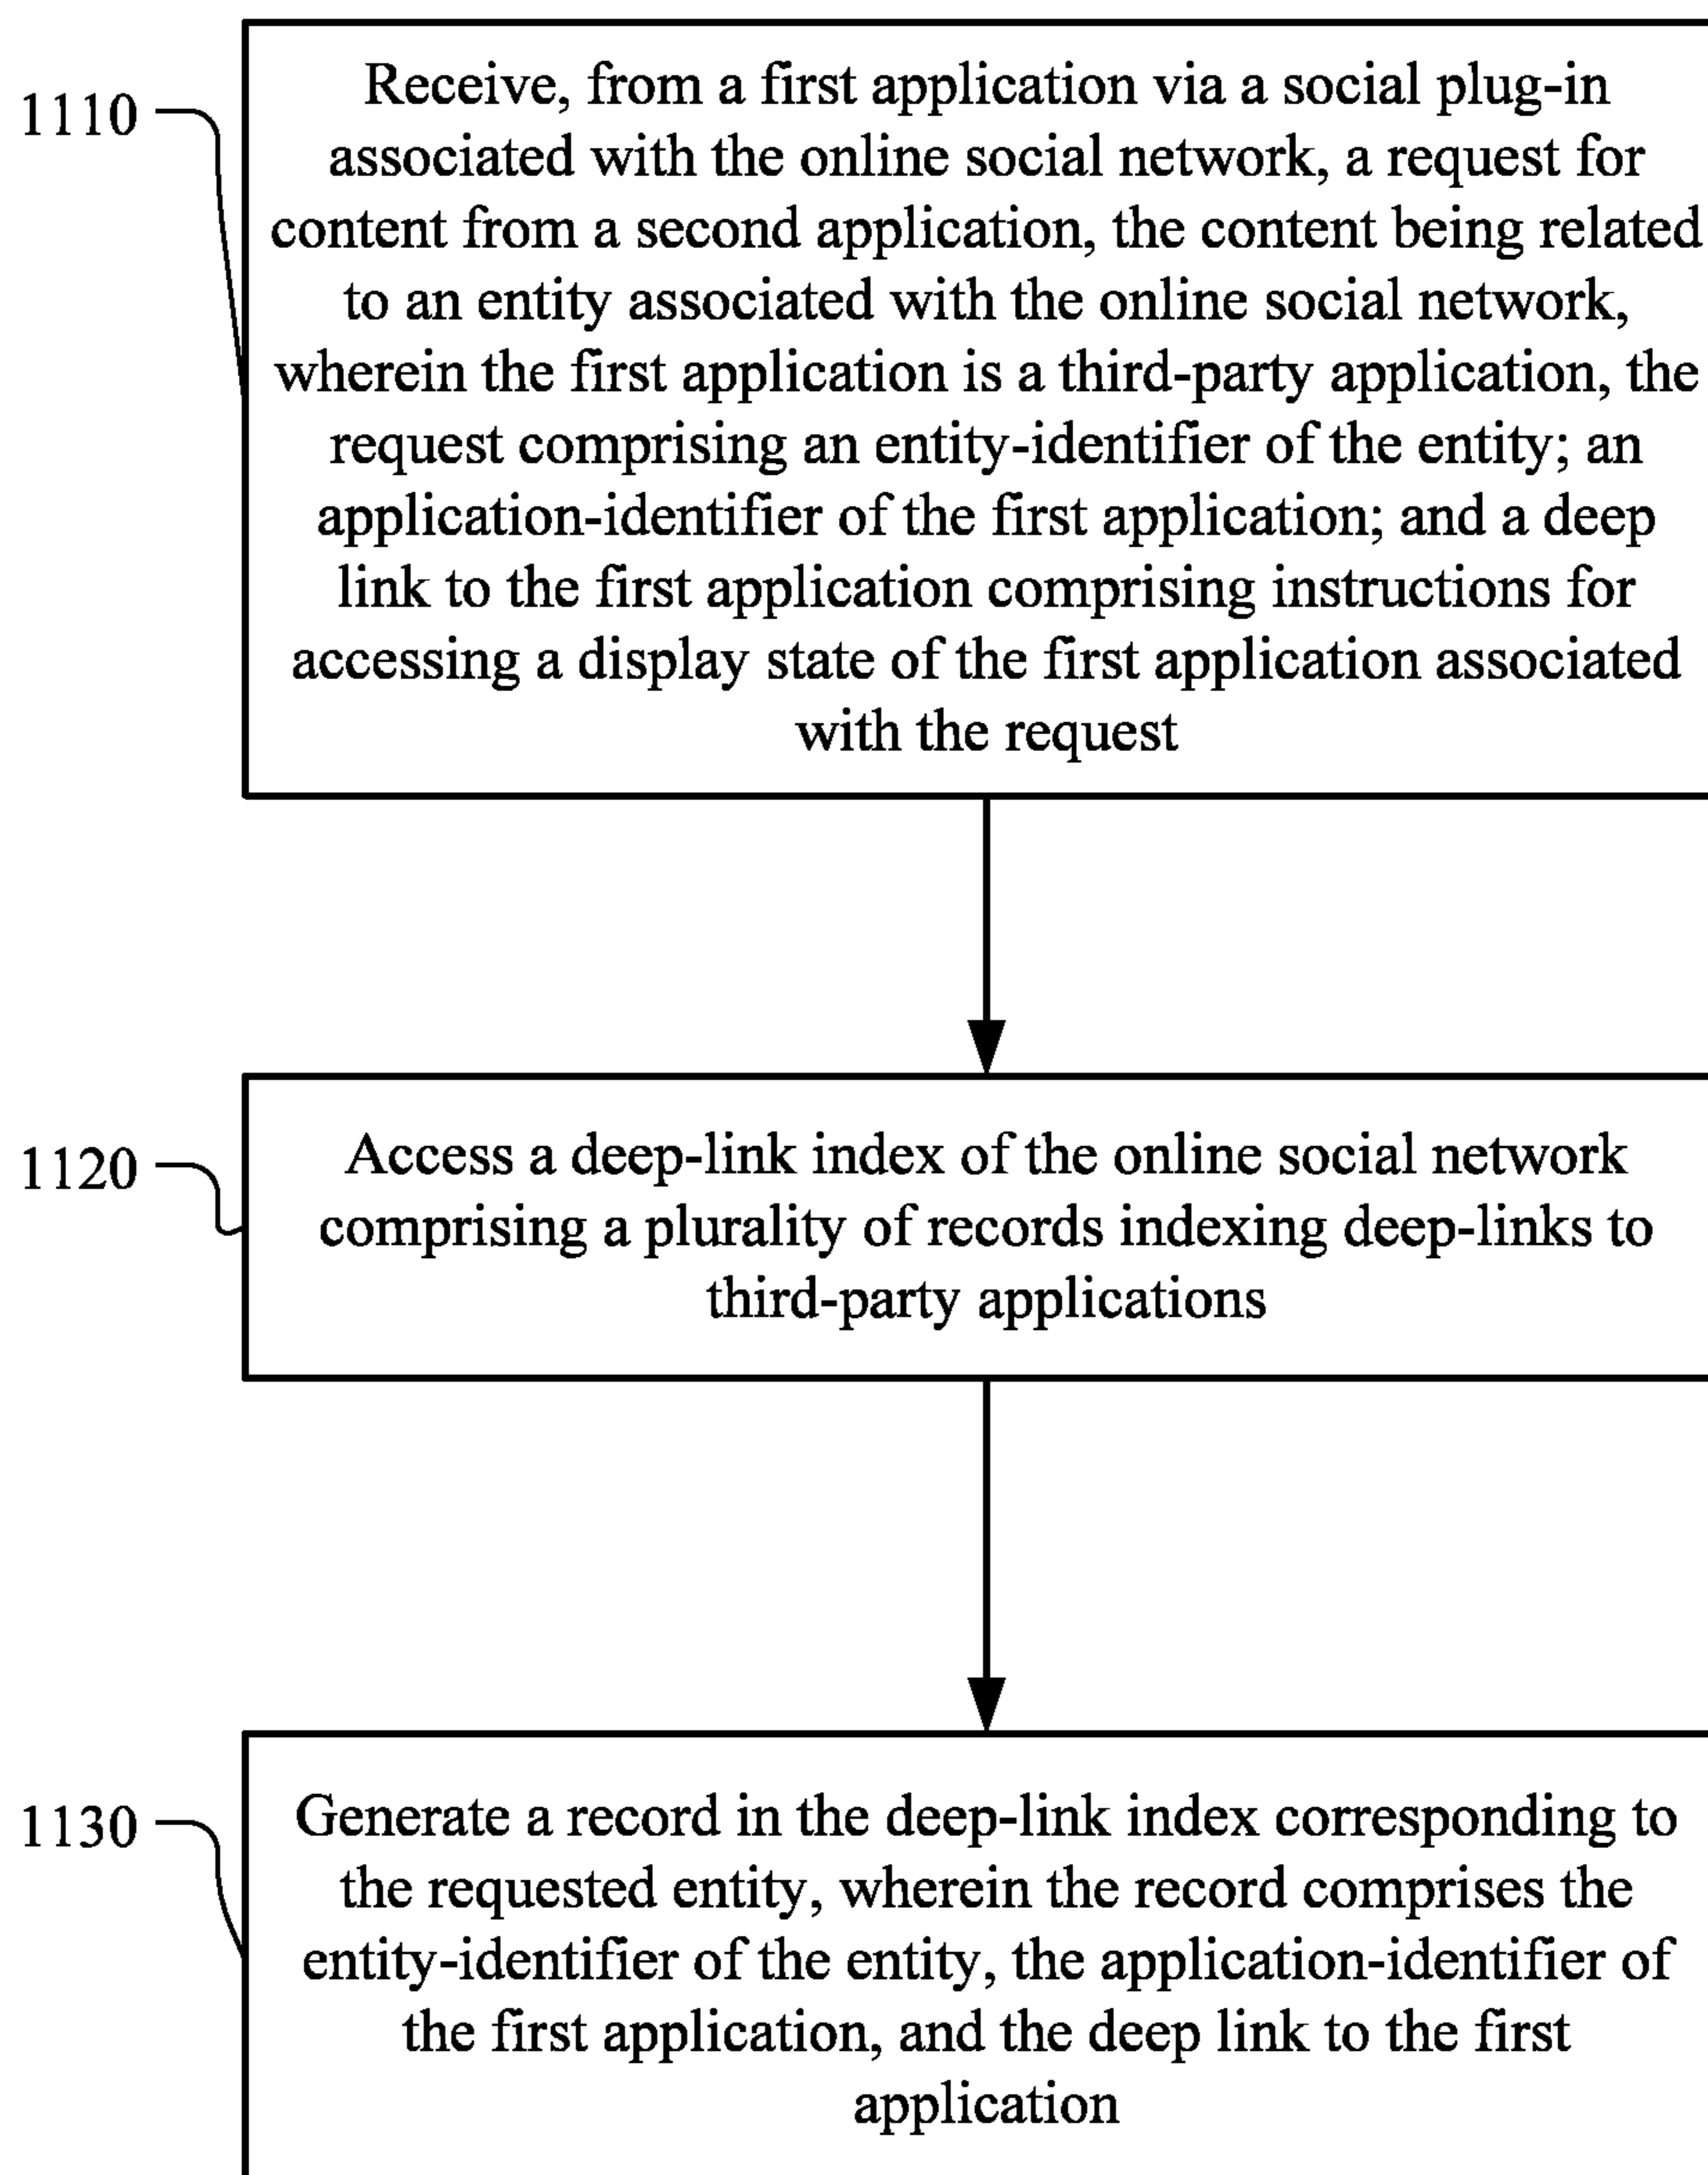 1110
Receive, from a first application via a social plug-in
associated with the online social network, a request for
content from a second application, the content being related
to an entity associated with the online social network,
wherein the first application is a third-party application, the
request comprising an entity-identifier of the entity; an
application-identifier of the first application; and a deep
link to the first application comprising instructions for
accessing a display state of the first application associated
with the request
1120
Access a deep-link index of the online social network
comprising a plurality of records indexing deep-links to
third-party applications
1130
Generate a record in the deep-link index corresponding to
the requested entity, wherein the record comprises the
entity-identifier of the entity, the application-identifier of
the first application, and the deep link to the first
application